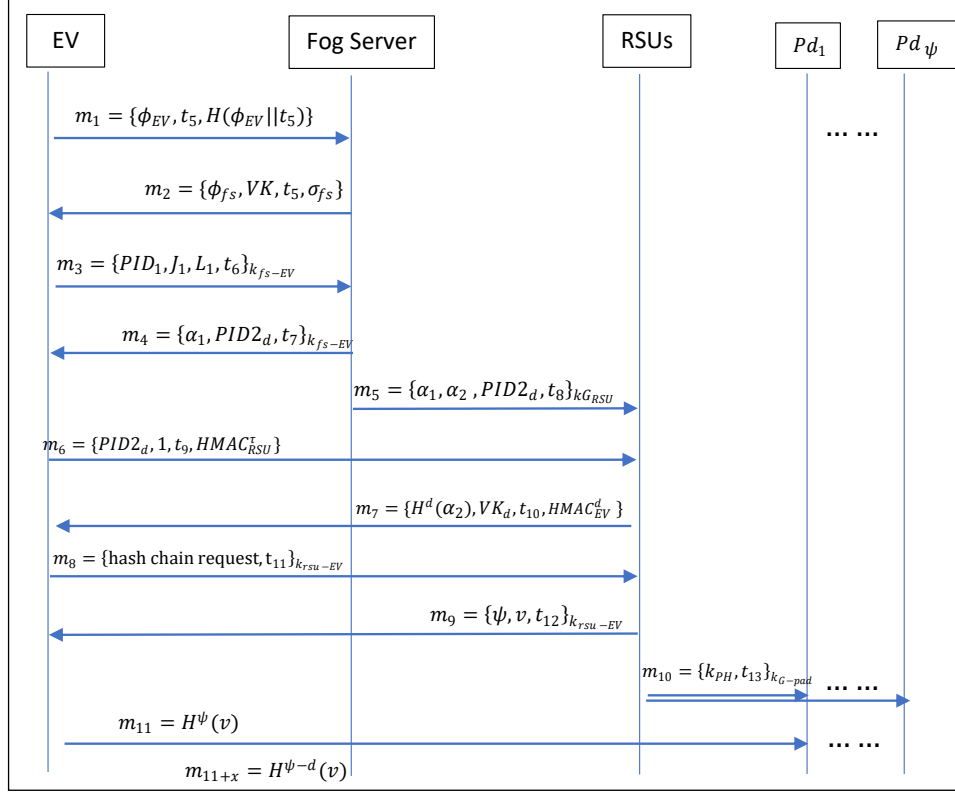 EV Fog Server RSUs Pd₁ Pd ψ
m₁ = {ϕ_EV, t₅, H(ϕ_EV||t₅)}
... ...
m₂ = {ϕ_fs, VK, t₅, σ_fs}
m₃ = {PID₁, J₁, L₁, t₆}_k_fs−EV
m₄ = {α₁, PID2_d, t₇}_k_fs−EV
m₅ = {α₁, α₂ , PID2_d, t₈}_kG_RSU
m₆ = {PID2_d, 1, t₉, HMAC^τ_RSU}
m₇ = {H^d(α₂), VK_d, t₁₀, HMAC^d_EV }
m₈ = {hash chain request, t₁₁}_k_rsu−EV
m₉ = {ψ, v, t₁₂}_k_rsu−EV
m₁₀ = {k_PH, t₁₃}_k_G−pad
... ...
m₁₁ = H^ψ(v)
... ...
m₁₁₊ₓ = H^ψ−d(v)